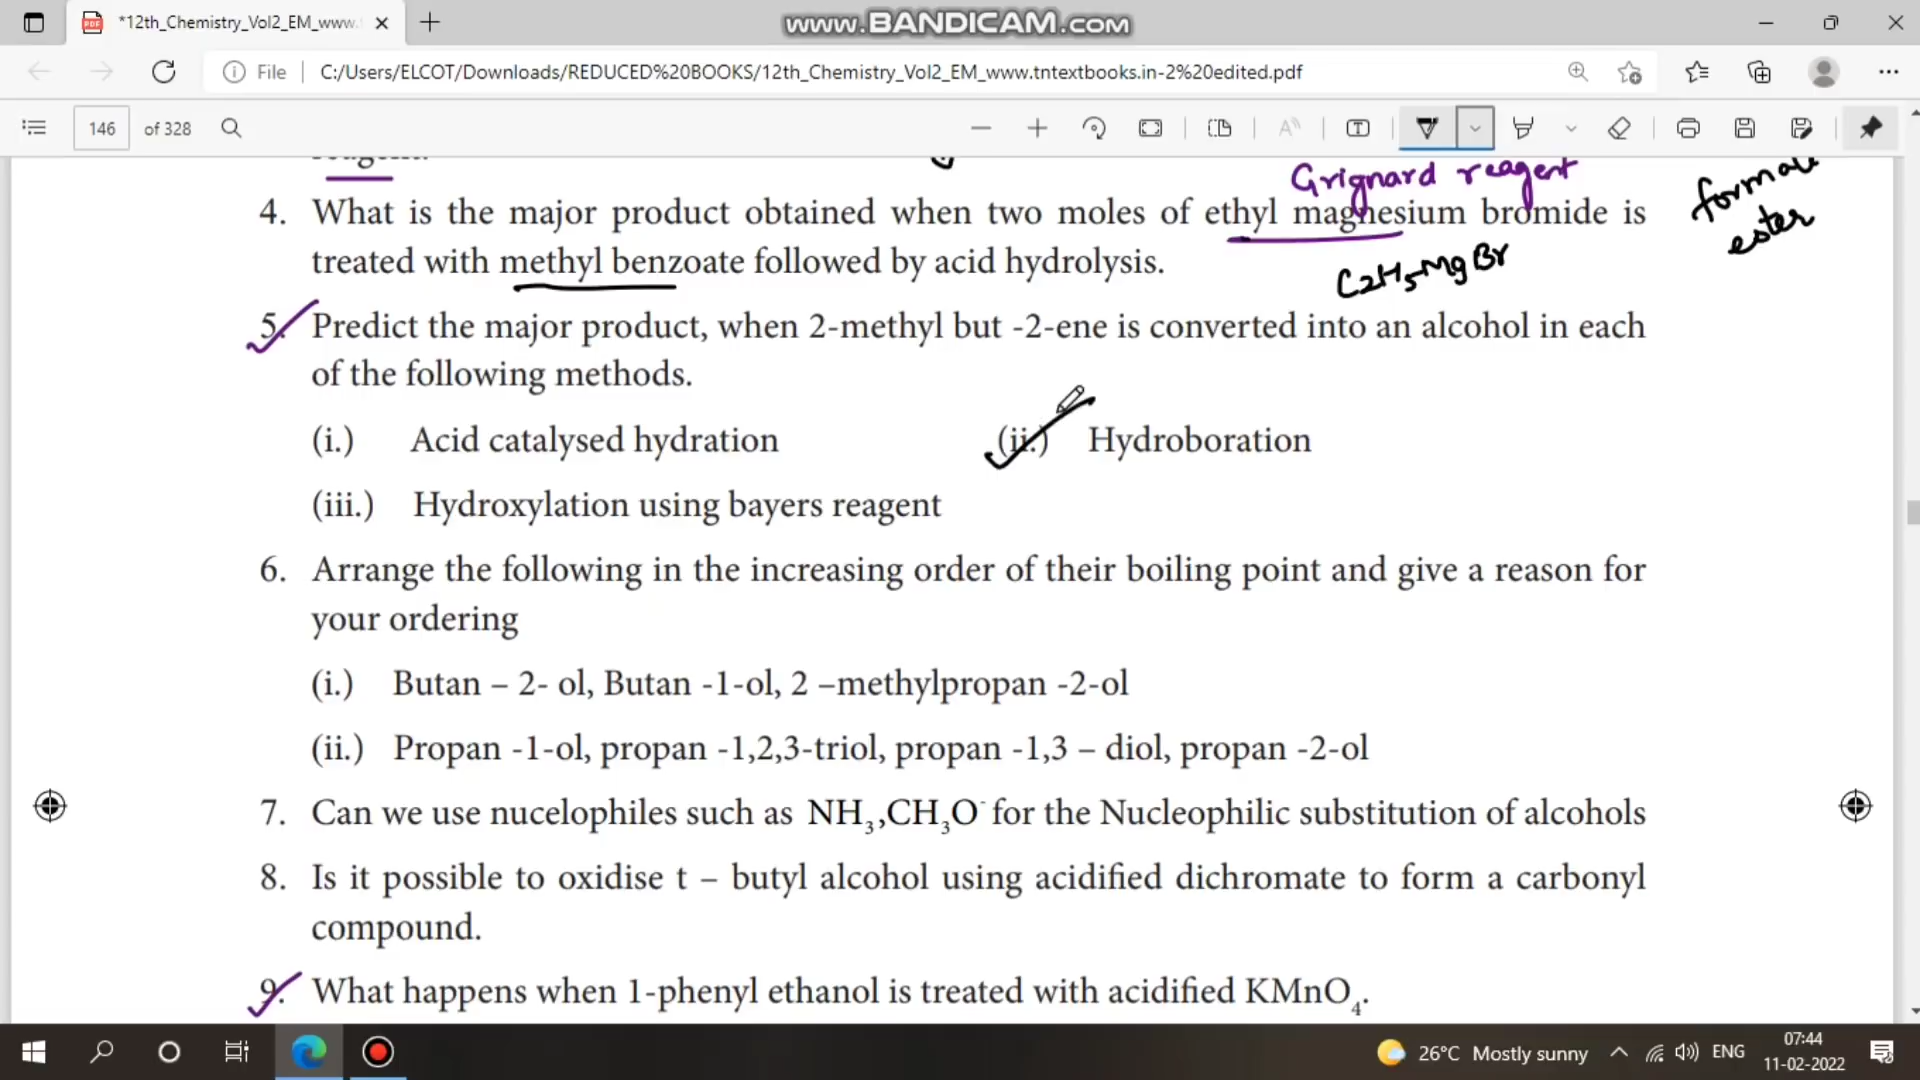 *12th_Chemistry_Vol2_EM_www.
www.BANDICAM.com
File
C:/Users/ELCOT/Downloads/REDUCED%20BOOKS/12th_Chemistry_Vol2_EM_www.tntextbooks.in-2%20edited.pdf
146 of 328
reagent.
Grignard reagent
4. What is the major product obtained when two moles of ethyl magnesium bromide is
ester
treated with methyl benzoate followed by acid hydrolysis.
C2H5MgBr
5. Predict the major product, when 2-methyl but -2-ene is converted into an alcohol in each
of the following methods.
(i.) Acid catalysed hydration (ii.) Hydroboration
(iii.) Hydroxylation using bayers reagent
6. Arrange the following in the increasing order of their boiling point and give a reason for
your ordering
(i.) Butan – 2- ol, Butan -1-ol, 2 –methylpropan -2-ol
(ii.) Propan -1-ol, propan -1,2,3-triol, propan -1,3 – diol, propan -2-ol
7. Can we use nucelophiles such as NH₃,CH₃O⁻ for the Nucleophilic substitution of alcohols
8. Is it possible to oxidise t – butyl alcohol using acidified dichromate to form a carbonyl
compound.
9. What happens when 1-phenyl ethanol is treated with acidified KMnO₄.
26°C Mostly sunny
ENG
07:44
11-02-2022